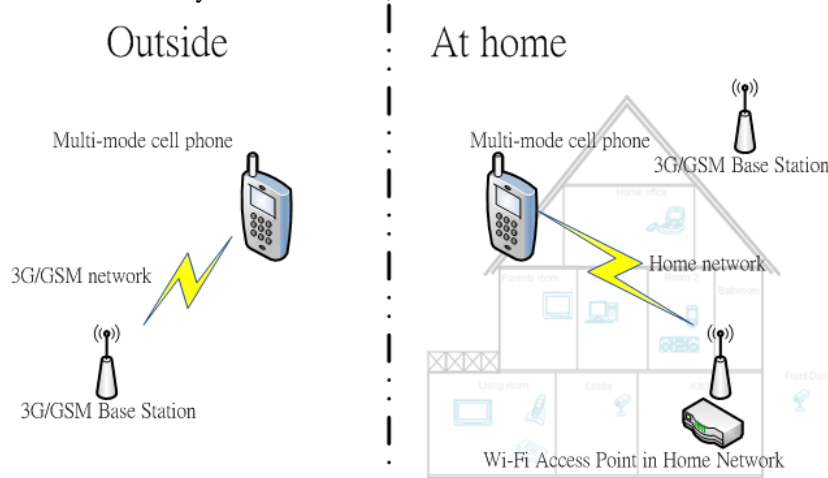 Outside
At home
Multi-mode cell phone
3G/GSM network
3G/GSM Base Station
Multi-mode cell phone
3G/GSM Base Station
Home office
Home network
Parents room
Room 2
Bathroom
Living room
Lobby
Front
Wi-Fi Access Point in Home Network